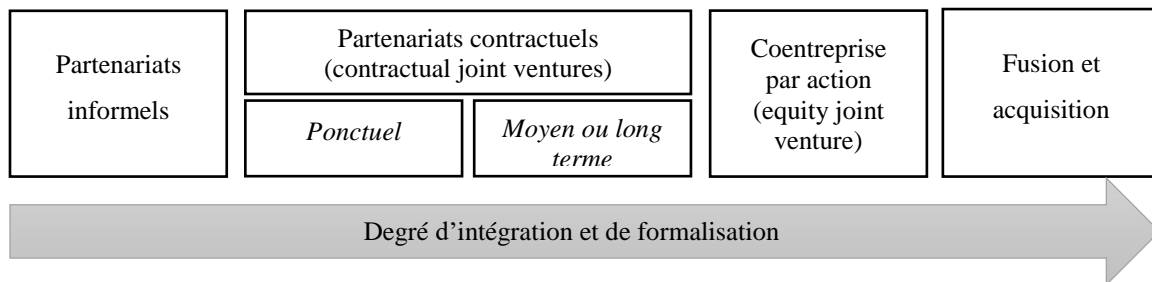 Partenariats
informels
Partenariats contractuels
(contractual joint ventures)
Ponctuel
Moyen ou long
terme
Coentreprise
par action
(equity joint
venture)
Fusion et
acquisition
Degré d’intégration et de formalisation